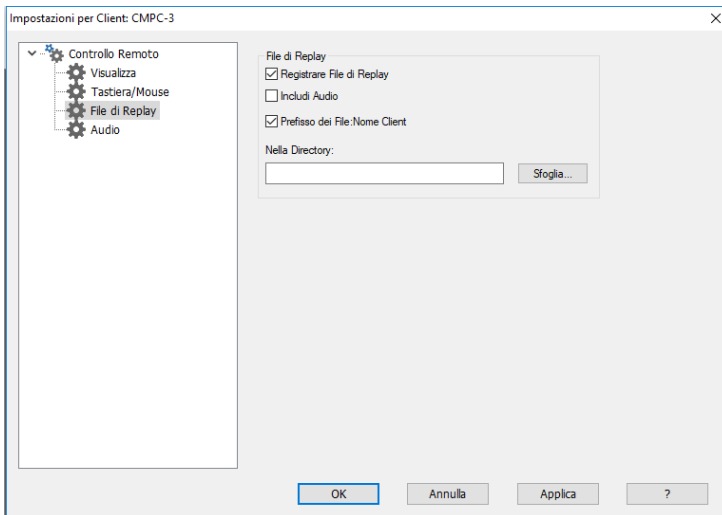 Impostazioni per Client: CMPC-3
Controllo Remoto
Visualizza
Tastiera/Mouse
File di Replay
Audio
File di Replay
Registrare File di Replay
Includi Audio
Prefisso dei File:Nome Client
Nella Directory:
Sfoglia...
OK
Annulla
Applica
?